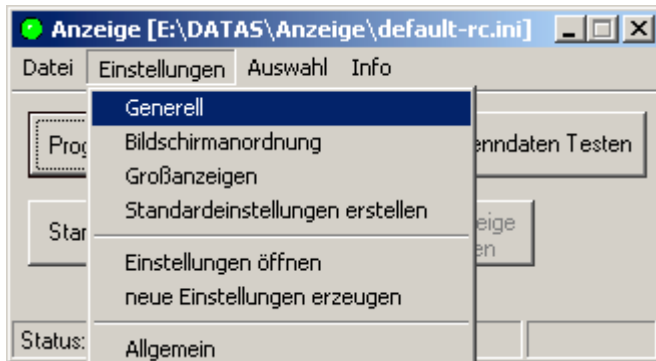 Anzeige [E:\DATAS\Anzeige\default-rc.ini]
Datei Einstellungen Auswahl Info
Generell
Bildschirmanordnung
Großanzeigen
Standardeinstellungen erstellen
Einstellungen öffnen
neue Einstellungen erzeugen
Allgemein
Testen
Status: